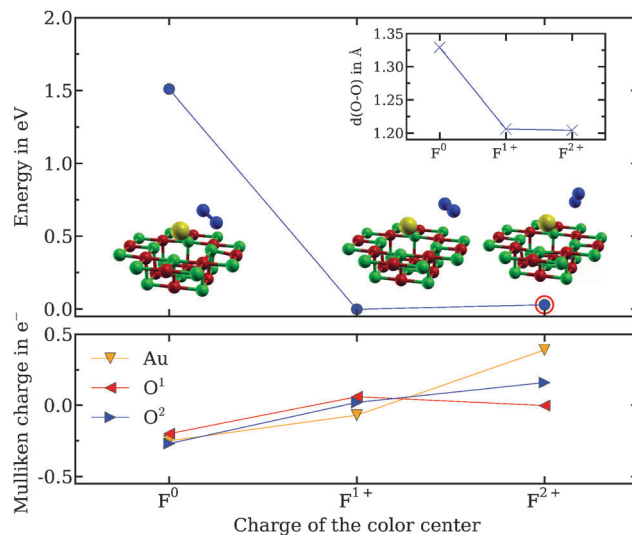 2.0
1.5
1.0
0.5
0.0
Energy in eV
1.35
1.30
1.25
1.20
d(O-O) in Å
F⁰ F¹⁺ F²⁺
0.5
0.0
-0.5
Mulliken charge in e⁻
Au
O¹
O²
F⁰ F¹⁺ F²⁺
Charge of the color center